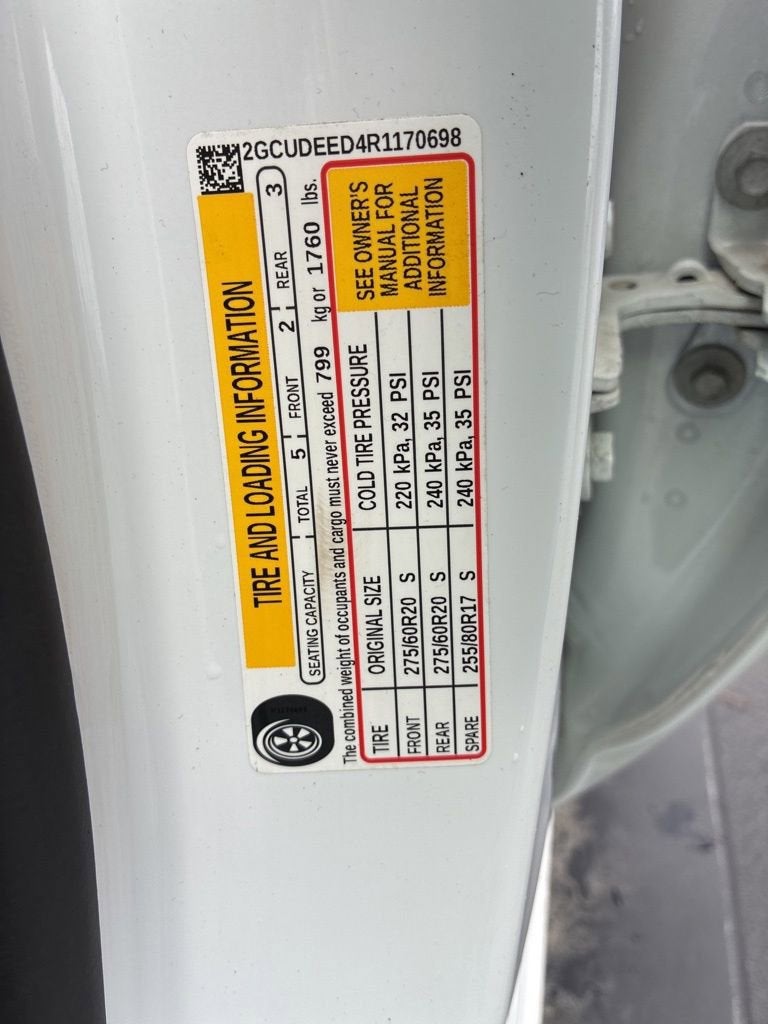 2GCUDEED4R1170698
TIRE AND LOADING INFORMATION
SEATING CAPACITY TOTAL 5 FRONT 2 REAR 3
The combined weight of occupants and cargo must never exceed 799 kg or 1760 lbs.
TIRE ORIGINAL SIZE COLD TIRE PRESSURE
FRONT 275/60R20 S 220 kPa, 32 PSI
REAR 275/60R20 S 240 kPa, 35 PSI
SPARE 255/80R17 S 240 kPa, 35 PSI
SEE OWNER'S
MANUAL FOR
ADDITIONAL
INFORMATION